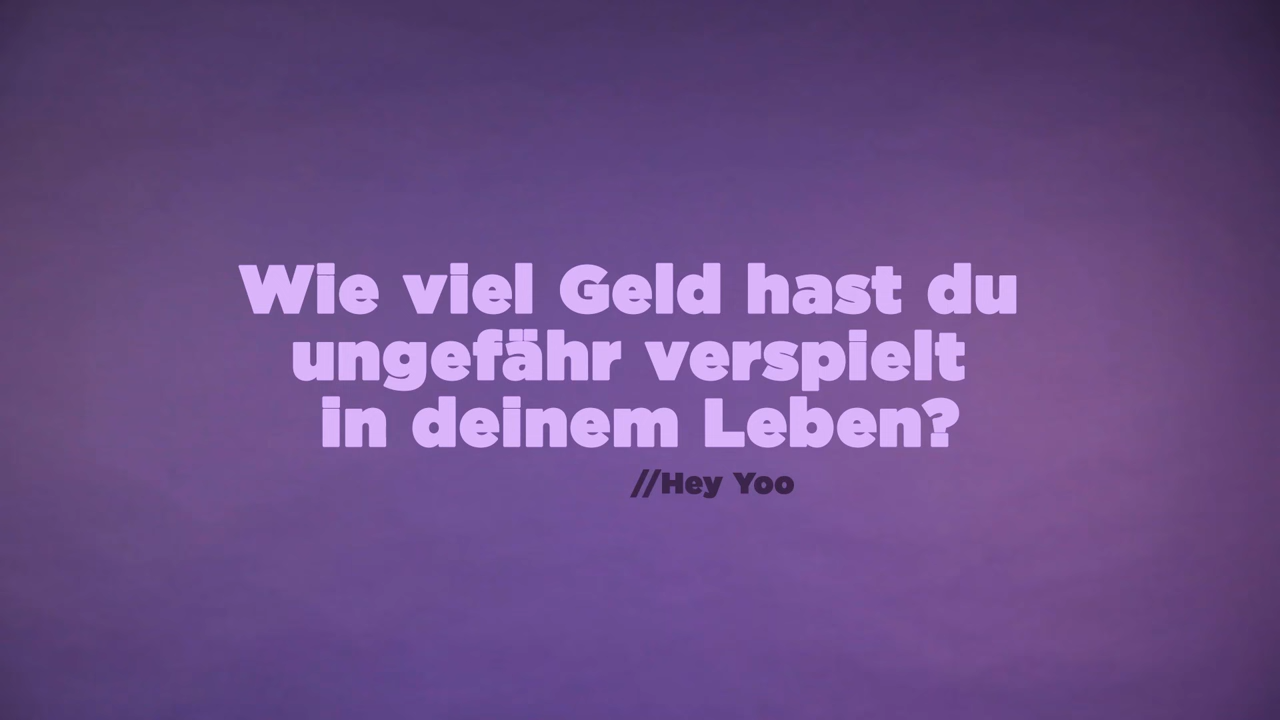 Wie viel Geld hast du
ungefähr verspielt
in deinem Leben?
//Hey Yoo